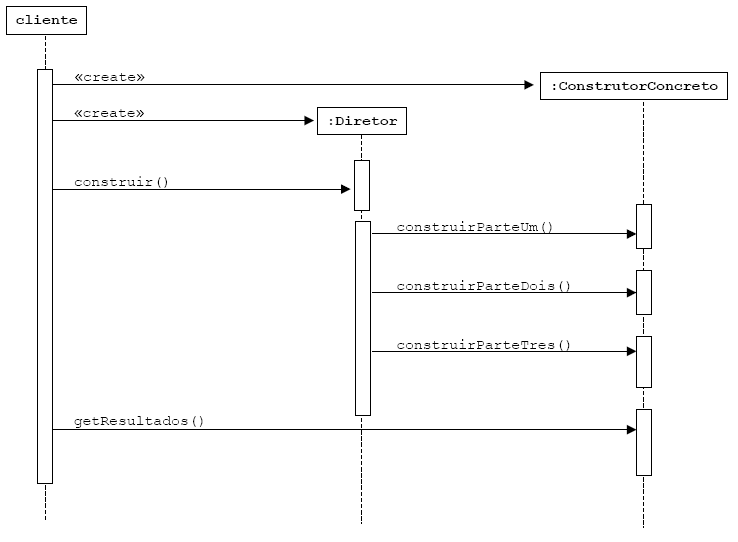 cliente
«create»
:ConstrutorConcreto
«create»
:Diretor
construir()
construirParteUm()
construirParteDois()
construirParteTres()
getResultados()